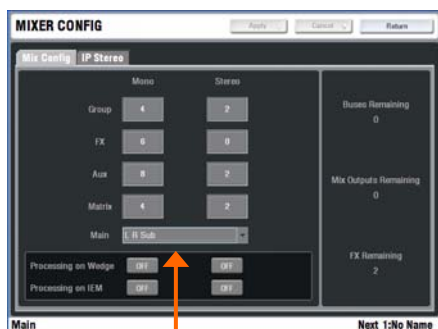 MIXER CONFIG Apply Cancel Return
Mix Config IP Stereo
Mono Stereo
Group 4 2
FX 6 0
Aux 8 2
Matrix 4 2
Main L R Sub
Processing on Wedge OFF OFF
Processing on IEM OFF OFF
Buses Remaining
0
Mix Outputs Remaining
0
FX Remaining
2
Main Next 1:No Name